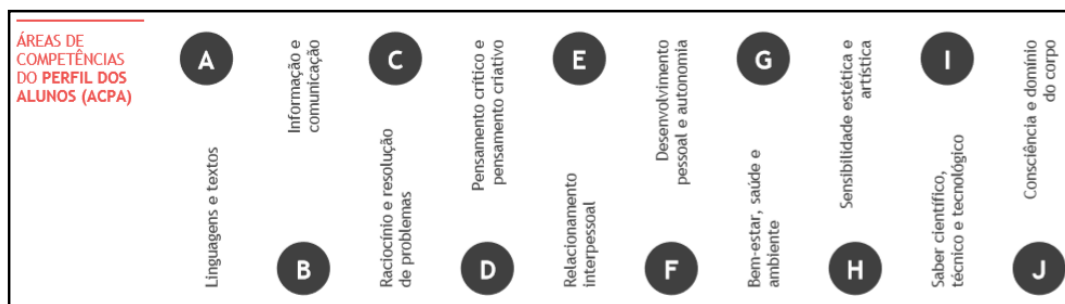 ÁREAS DE
COMPETÊNCIAS
DO PERFIL DOS
ALUNOS (ACPA)
A
Linguagens e textos
Informação e
comunicação
B
C
Raciocínio e resolução
de problemas
Pensamento crítico e
pensamento criativo
D
E
Relacionamento
interpessoal
Desenvolvimento
pessoal e autonomia
F
G
Bem-estar, saúde e
ambiente
Sensibilidade estética e
artística
H
I
Saber científico,
técnico e tecnológico
Consciência e domínio
do corpo
J